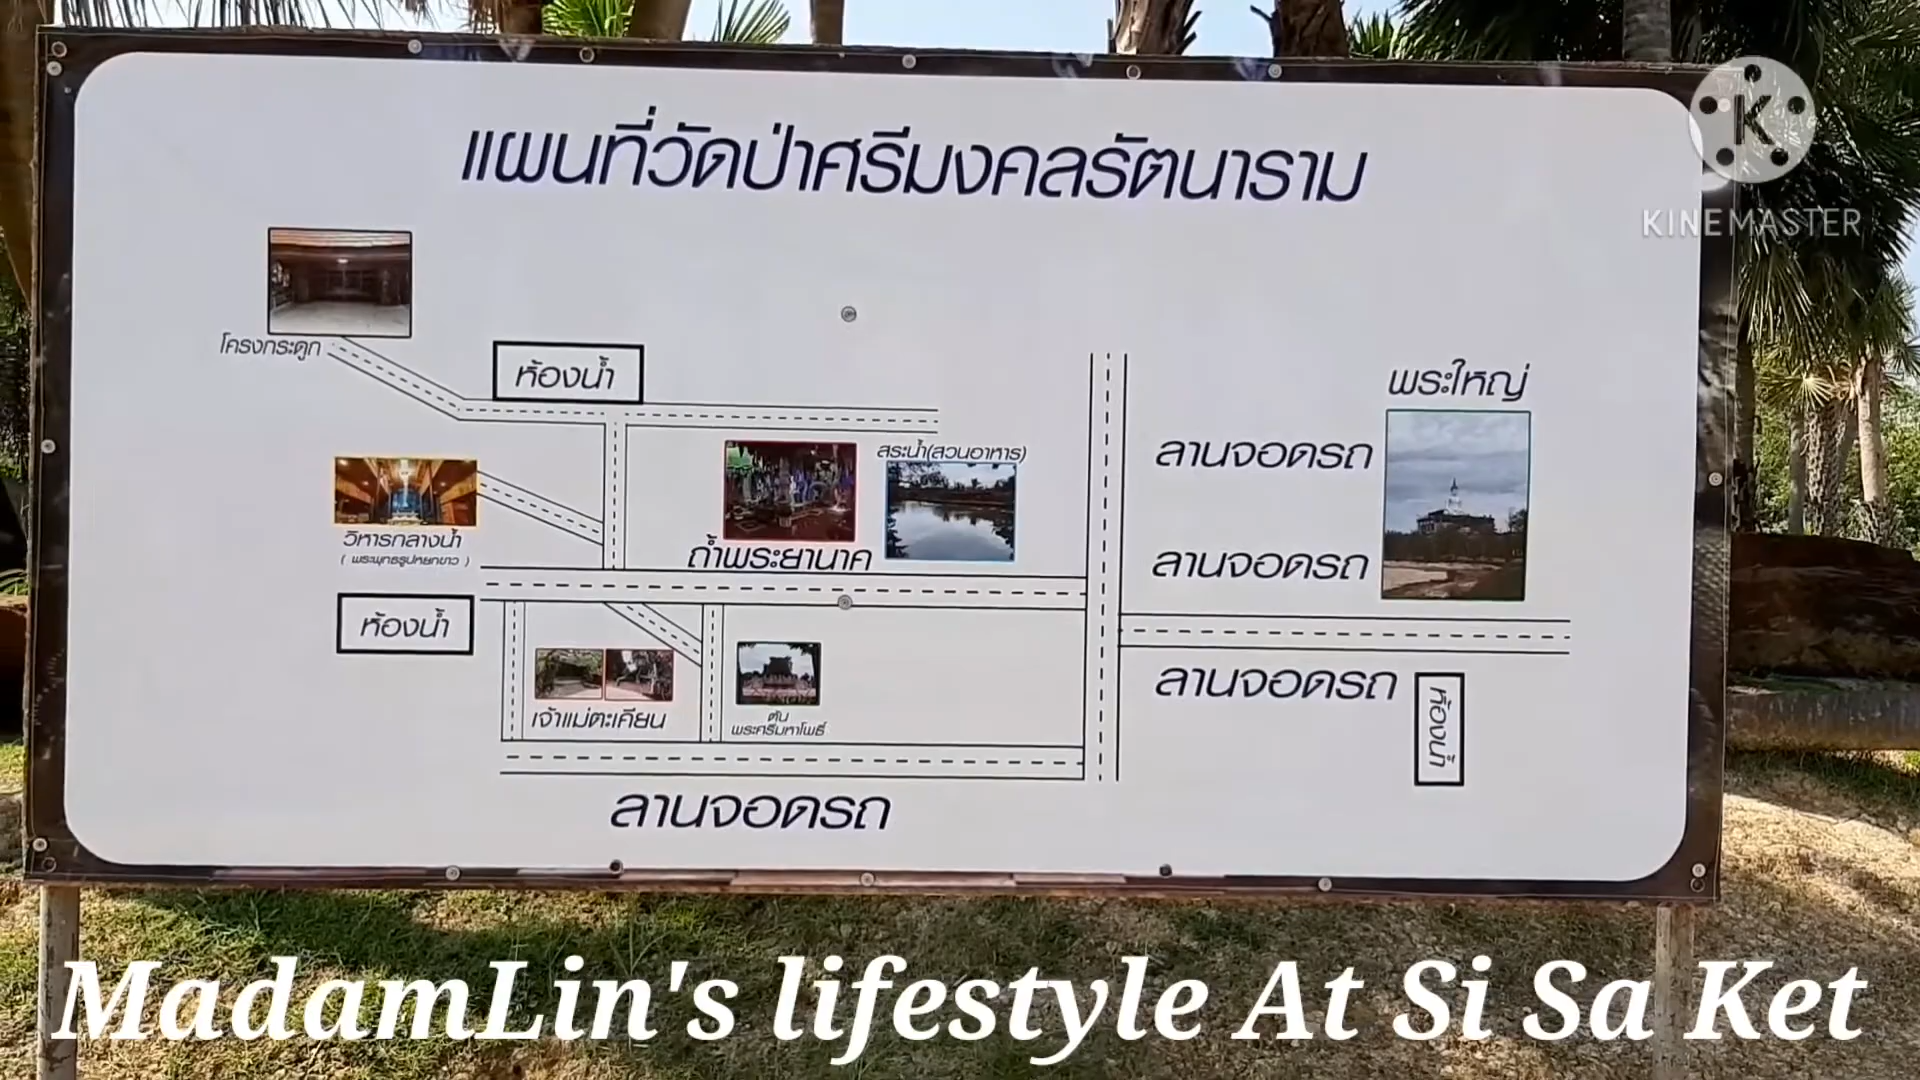 แผนที่วัดป่าศรีมงคลรัตนาราม
KINEMASTER
โครงกระดูก
ห้องน้ำ
พระใหญ่
สระน้ำ(สวนอาหาร)
ลานจอดรถ
วิหารกลางน้ำ
( พระพุทธรูปหยกขาว )
ถ้ำพระยานาค
ลานจอดรถ
ห้องน้ำ
เจ้าแม่ตะเคียน
ต้น
พระศรีมหาโพธิ์
ลานจอดรถ
ห้องน้ำ
ลานจอดรถ
MadamLin's lifestyle At Si Sa Ket